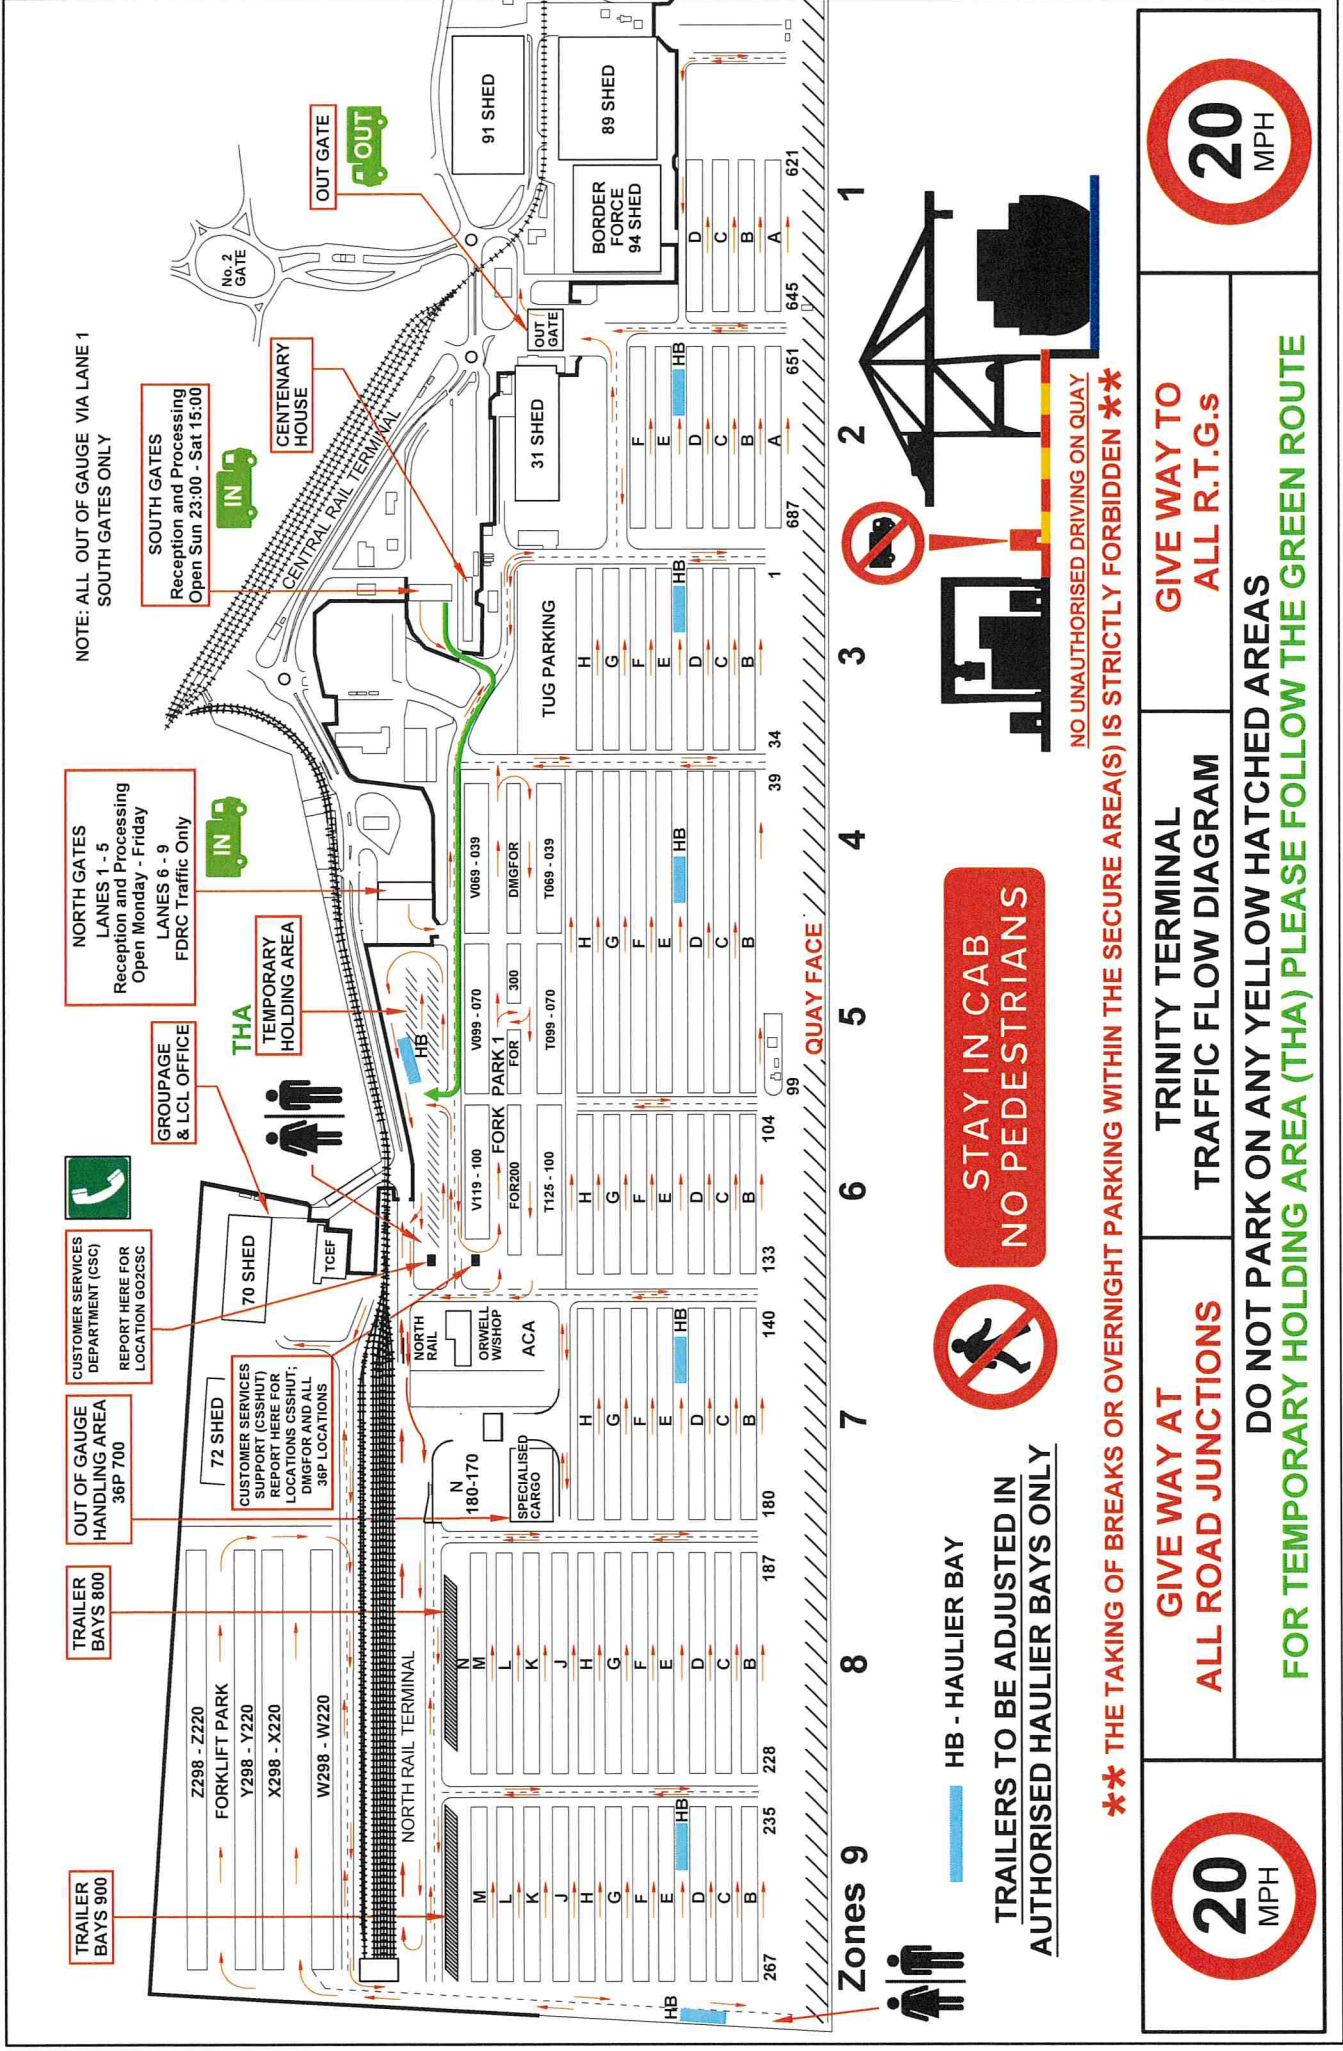 NOTE: ALL OUT OF GAUGE VIA LANE 1
SOUTH GATES ONLY
TRAILER
BAYS 900
TRAILER
BAYS 800
OUT OF GAUGE
HANDLING AREA
36P 700
CUSTOMER SERVICES
DEPARTMENT (CSC)
REPORT HERE FOR
LOCATION GO2CSC
GROUPAGE
& LCL OFFICE
THA
TEMPORARY
HOLDING AREA
NORTH GATES
LANES 1 - 5
Reception and Processing
Open Monday - Friday
LANES 6 - 9
FDRC Traffic Only
IN
SOUTH GATES
Reception and Processing
Open Sun 23:00 - Sat 15:00
IN
CENTENARY
HOUSE
No. 2
GATE
OUT GATE
OUT
CUSTOMER SERVICES
SUPPORT (CSSHUT)
REPORT HERE FOR
LOCATIONS CSSHUT;
DMGFOR AND ALL
36P LOCATIONS
72 SHED
70 SHED
TCEF
CENTRAL RAIL TERMINAL
91 SHED
89 SHED
BORDER
FORCE
94 SHED
OUT
GATE
31 SHED
Z298 - Z220
FORKLIFT PARK
Y298 - Y220
X298 - X220
W298 - W220
NORTH RAIL TERMINAL
NORTH
RAIL
ORWELL
W/SHOP
ACA
N
180-170
SPECIALISED
CARGO
HB
V119 - 100
V099 - 070
V069 - 039
FORK PARK 1
FOR200
FOR
300
DMGFOR
T125 - 100
T099 - 070
T069 - 039
TUG PARKING
M
L
K
J
H
G
F
E
D
C
B
HB
HB
267
235
N
M
L
K
J
H
G
F
E
D
C
B
228
187
H
G
F
E
D
C
B
HB
180
140
H
G
F
E
D
C
B
133
104
H
G
F
E
D
C
B
HB
99
39
H
G
F
E
D
C
B
HB
34
1
F
E
D
C
B
A
HB
687
651
D
C
B
A
645
621
QUAY FACE
Zones 9 8 7 6 5 4 3 2 1
HB - HAULIER BAY
TRAILERS TO BE ADJUSTED IN
AUTHORISED HAULIER BAYS ONLY
STAY IN CAB
NO PEDESTRIANS
NO UNAUTHORISED DRIVING ON QUAY
** THE TAKING OF BREAKS OR OVERNIGHT PARKING WITHIN THE SECURE AREA(S) IS STRICTLY FORBIDDEN **
20
MPH
GIVE WAY AT
ALL ROAD JUNCTIONS
TRINITY TERMINAL
TRAFFIC FLOW DIAGRAM
GIVE WAY TO
ALL R.T.G.s
20
MPH
DO NOT PARK ON ANY YELLOW HATCHED AREAS
FOR TEMPORARY HOLDING AREA (THA) PLEASE FOLLOW THE GREEN ROUTE